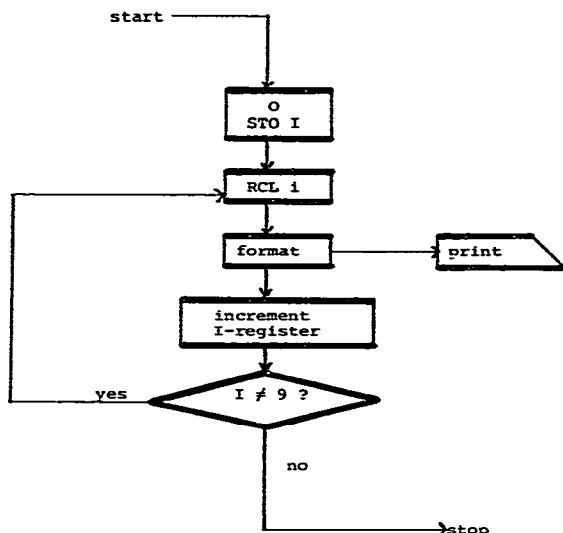 start
0
STO I
RCL i
format
print
increment
I-register
I ≠ 9 ?
yes
no
stop